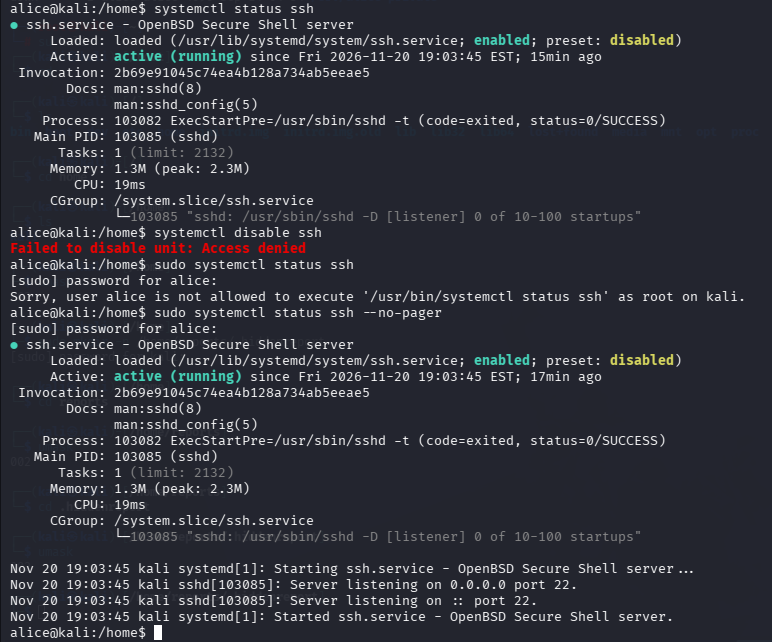 alice@kali:/home$ systemctl status ssh
● ssh.service - OpenBSD Secure Shell server
Loaded: loaded (/usr/lib/systemd/system/ssh.service; enabled; preset: disabled)
Active: active (running) since Fri 2026-11-20 19:03:45 EST; 15min ago
Invocation: 2b69e91045c74ea4b128a734ab5eeae5
Docs: man:sshd(8)
man:sshd_config(5)
Process: 103082 ExecStartPre=/usr/sbin/sshd -t (code=exited, status=0/SUCCESS)
Main PID: 103085 (sshd)
Tasks: 1 (limit: 2132)
Memory: 1.3M (peak: 2.3M)
CPU: 19ms
CGroup: /system.slice/ssh.service
└─103085 "sshd: /usr/sbin/sshd -D [listener] 0 of 10-100 startups"
alice@kali:/home$ systemctl disable ssh
Failed to disable unit: Access denied
alice@kali:/home$ sudo systemctl status ssh
[sudo] password for alice:
Sorry, user alice is not allowed to execute '/usr/bin/systemctl status ssh' as root on kali.
alice@kali:/home$ sudo systemctl status ssh --no-pager
[sudo] password for alice:
● ssh.service - OpenBSD Secure Shell server
Loaded: loaded (/usr/lib/systemd/system/ssh.service; enabled; preset: disabled)
Active: active (running) since Fri 2026-11-20 19:03:45 EST; 17min ago
Invocation: 2b69e91045c74ea4b128a734ab5eeae5
Docs: man:sshd(8)
man:sshd_config(5)
Process: 103082 ExecStartPre=/usr/sbin/sshd -t (code=exited, status=0/SUCCESS)
Main PID: 103085 (sshd)
Tasks: 1 (limit: 2132)
Memory: 1.3M (peak: 2.3M)
CPU: 19ms
CGroup: /system.slice/ssh.service
└─103085 "sshd: /usr/sbin/sshd -D [listener] 0 of 10-100 startups"
Nov 20 19:03:45 kali systemd[1]: Starting ssh.service - OpenBSD Secure Shell server...
Nov 20 19:03:45 kali sshd[103085]: Server listening on 0.0.0.0 port 22.
Nov 20 19:03:45 kali sshd[103085]: Server listening on :: port 22.
Nov 20 19:03:45 kali systemd[1]: Started ssh.service - OpenBSD Secure Shell server.
alice@kali:/home$